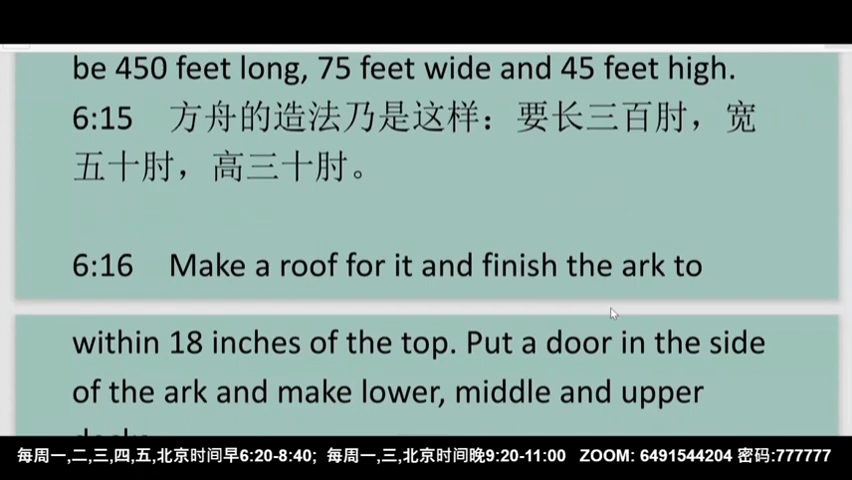 be 450 feet long, 75 feet wide and 45 feet high.
6:15 方舟的造法乃是这样：要长三百肘，宽
五十肘，高三十肘。
6:16 Make a roof for it and finish the ark to
within 18 inches of the top. Put a door in the side
of the ark and make lower, middle and upper
每周一,二,三,四,五,北京时间早6:20-8:40; 每周一,三,北京时间晚9:20-11:00 ZOOM: 6491544204 密码:777777